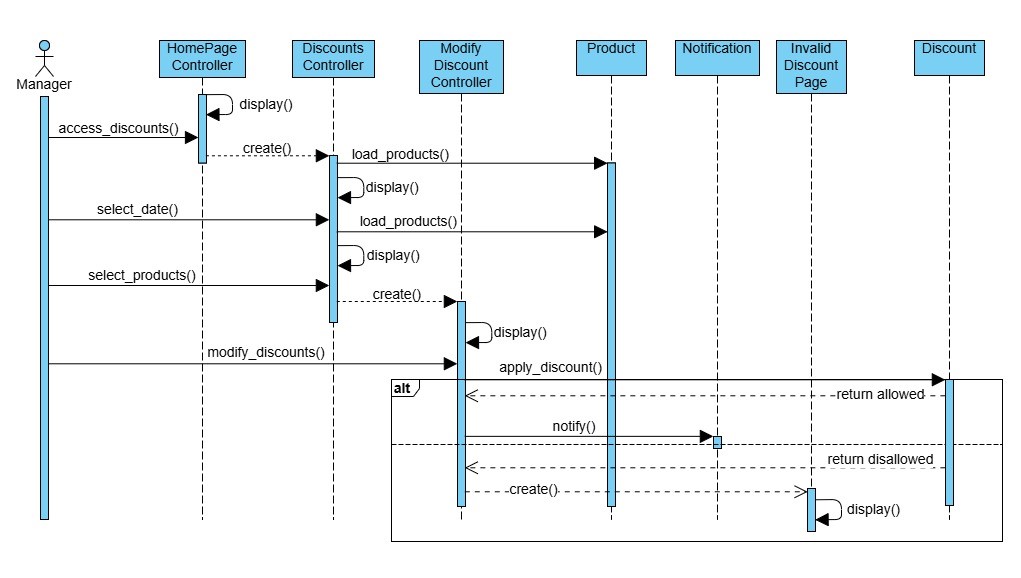 HomePage
Controller
Discounts
Controller
Modify
Discount
Controller
Product
Notification
Invalid
Discount
Page
Discount
Manager
display()
access_discounts()
create()
load_products()
display()
select_date()
load_products()
display()
select_products()
create()
display()
modify_discounts()
apply_discount()
alt
return allowed
notify()
return disallowed
create()
display()